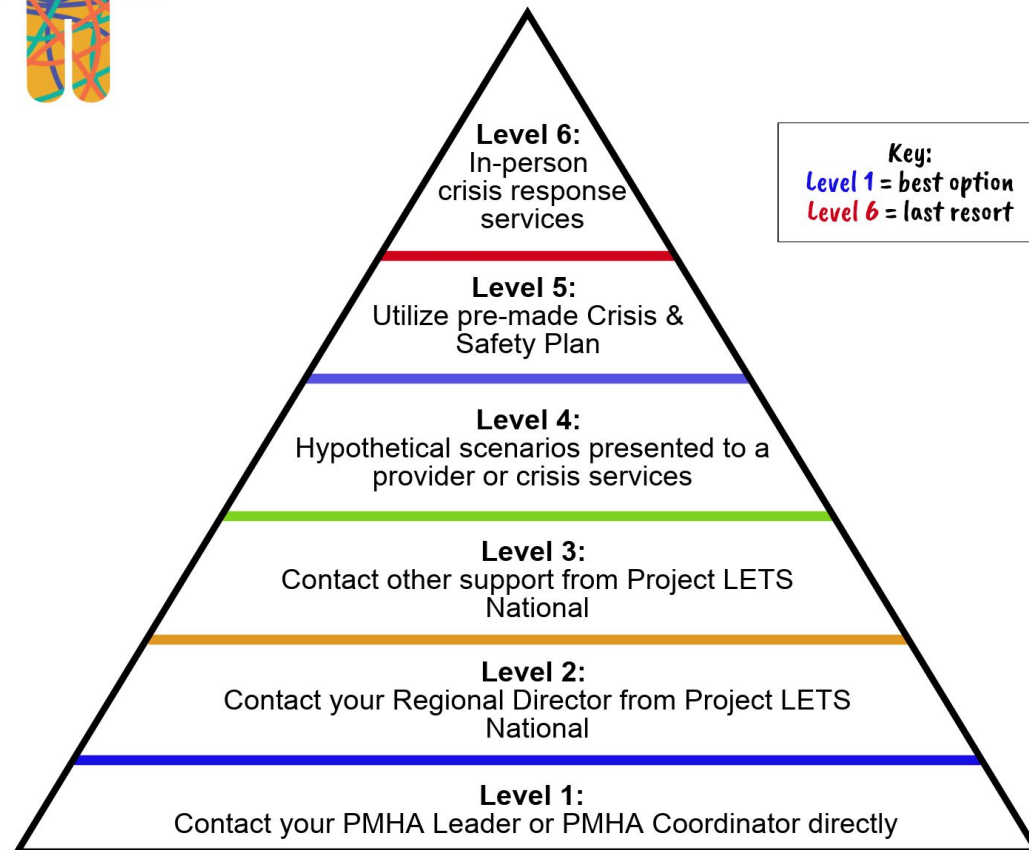 Level 6:
In-person
crisis response
services
Key:
Level 1 = best option
Level 6 = last resort
Level 5:
Utilize pre-made Crisis &
Safety Plan
Level 4:
Hypothetical scenarios presented to a
provider or crisis services
Level 3:
Contact other support from Project LETS
National
Level 2:
Contact your Regional Director from Project LETS
National
Level 1:
Contact your PMHA Leader or PMHA Coordinator directly